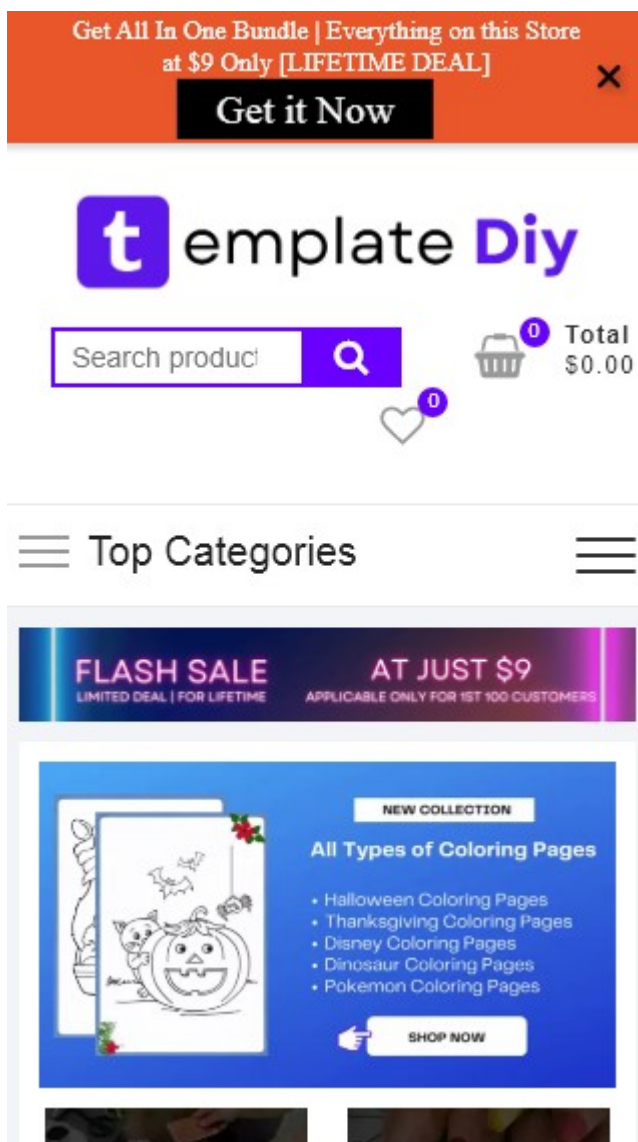 Get All In One Bundle | Everything on this Store
at $9 Only [LIFETIME DEAL]
Get it Now
template Diy
Search product
0
Total
$0.00
0
Top Categories
FLASH SALE
LIMITED DEAL | FOR LIFETIME
AT JUST $9
APPLICABLE ONLY FOR 1ST 100 CUSTOMERS
NEW COLLECTION
All Types of Coloring Pages
• Halloween Coloring Pages
• Thanksgiving Coloring Pages
• Disney Coloring Pages
• Dinosaur Coloring Pages
• Pokemon Coloring Pages
SHOP NOW